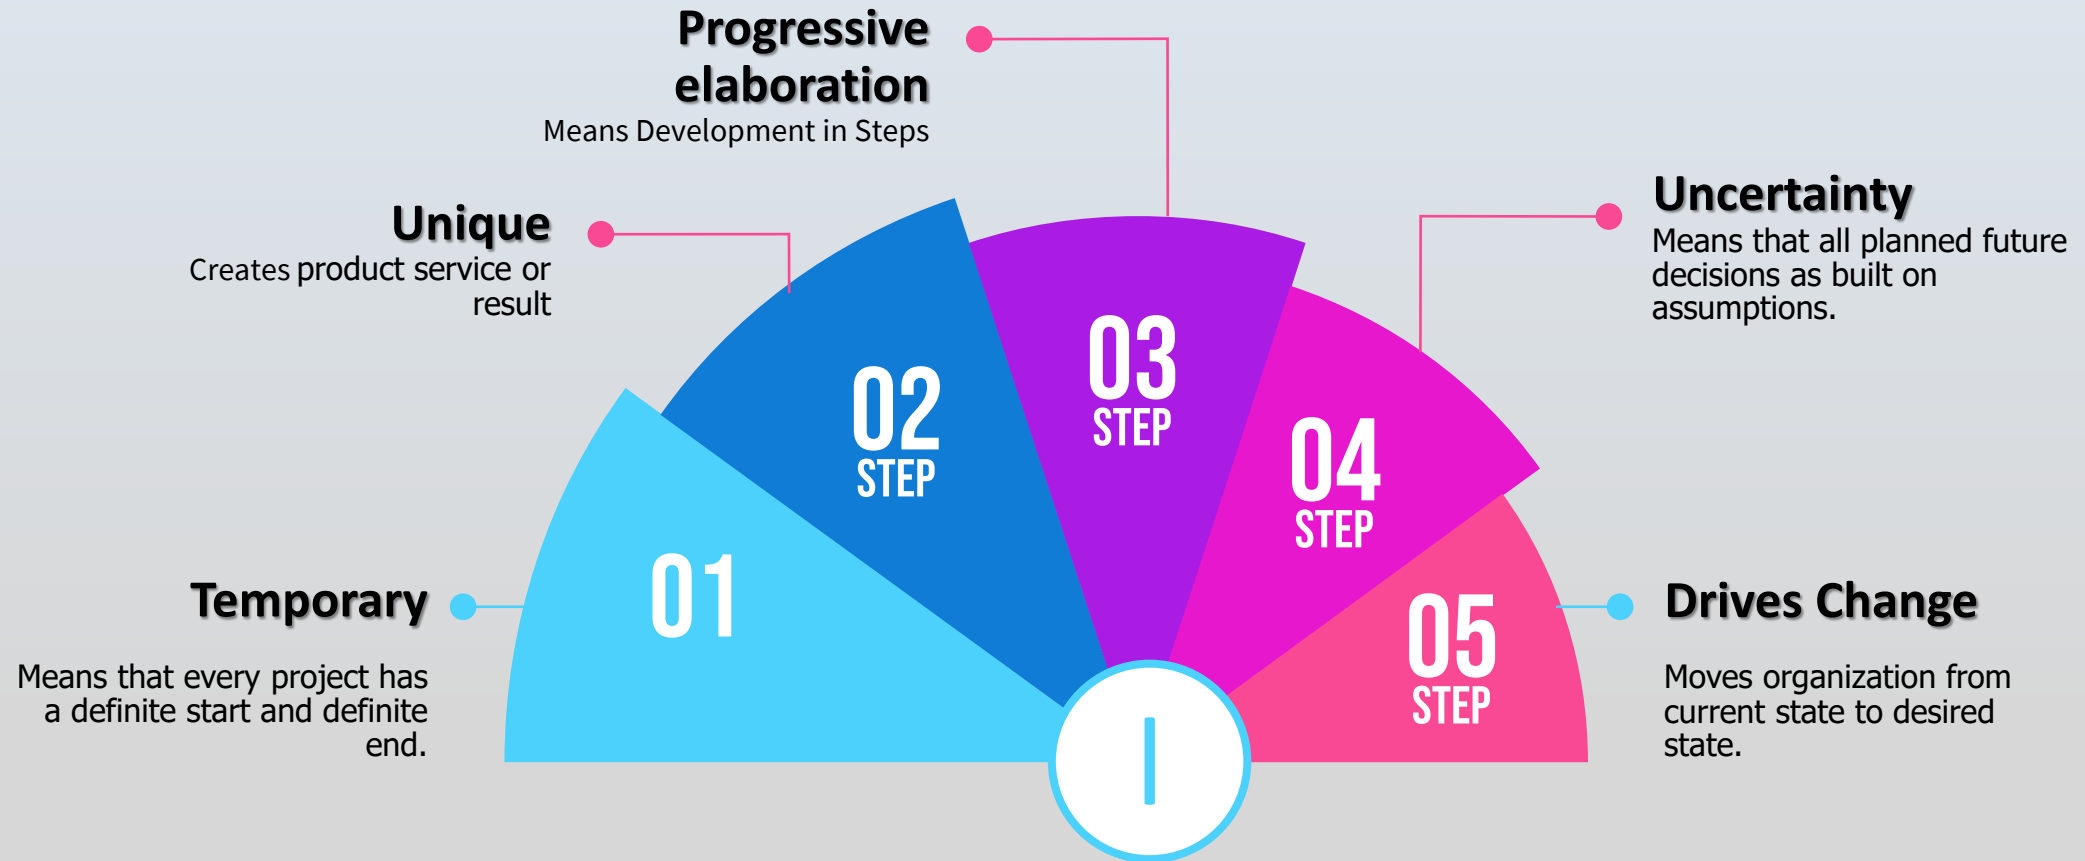 Progressive
elaboration
Means Development in Steps
Unique
Creates product service or
result
Uncertainty
Means that all planned future
decisions as built on
assumptions.
Temporary
Means that every project has
a definite start and definite
end.
01
02
STEP
03
STEP
04
STEP
05
STEP
Drives Change
Moves organization from
current state to desired
state.